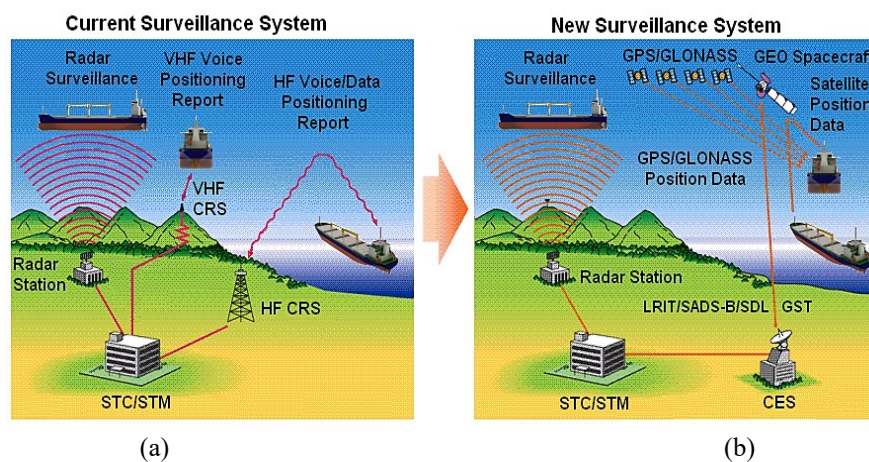 Current Surveillance System
Radar
Surveillance
VHF Voice
Positioning
Report
HF Voice/Data
Positioning
Report
VHF
CRS
Radar
Station
HF CRS
STC/STM
(a)
New Surveillance System
Radar
Surveillance
GPS/GLONASS
GEO Spacecraft
Satellite
Position
Data
GPS/GLONASS
Position Data
Radar Station
LRIT/SADS-B/SDL
GST
STC/STM
CES
(b)